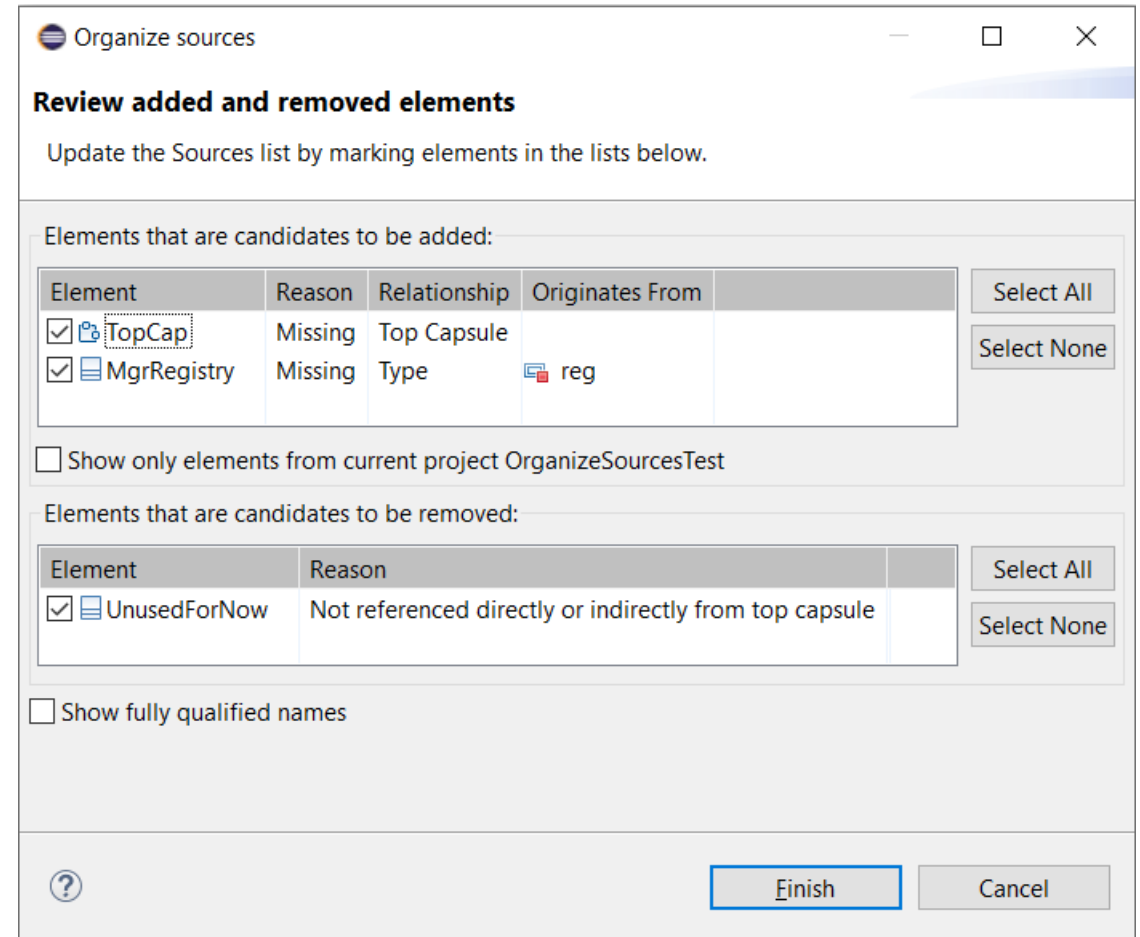 Organize sources
Review added and removed elements
Update the Sources list by marking elements in the lists below.
Elements that are candidates to be added:
Element Reason Relationship Originates From
TopCap Missing Top Capsule
MgrRegistry Missing Type reg
Select All
Select None
Show only elements from current project OrganizeSourcesTest
Elements that are candidates to be removed:
Element Reason
UnusedForNow Not referenced directly or indirectly from top capsule
Select All
Select None
Show fully qualified names
?
Finish Cancel